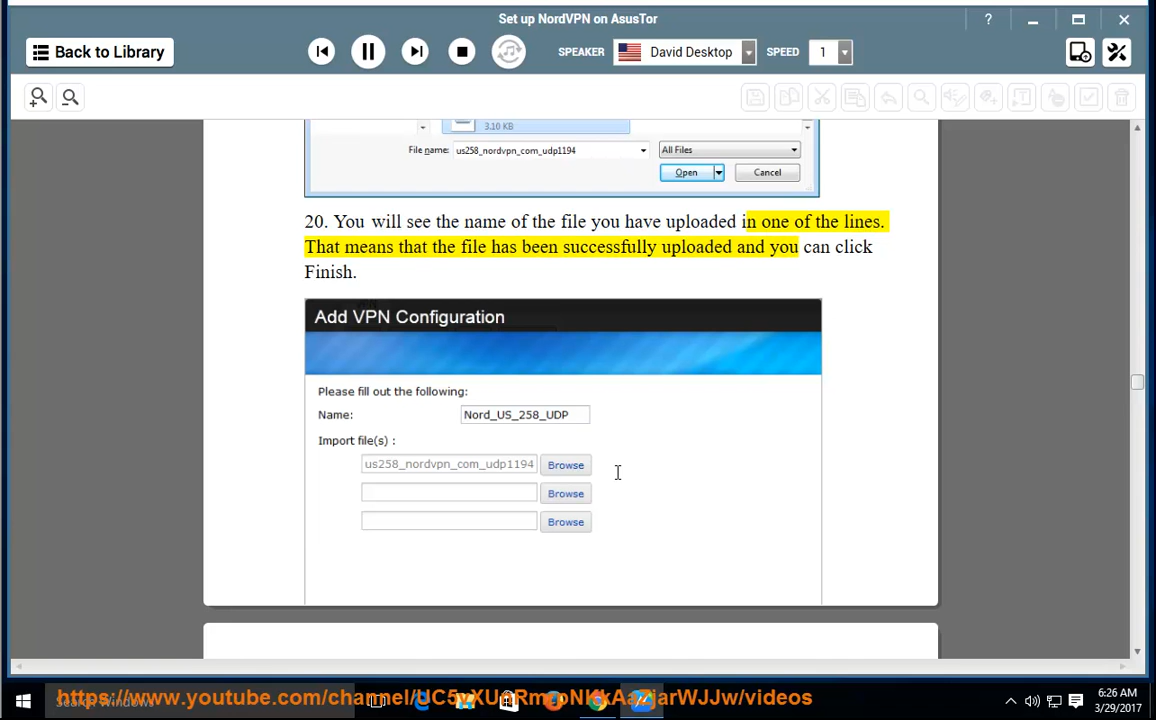 Set up NordVPN on AsusTor
?
Back to Library
SPEAKER
David Desktop
SPEED
1
3.10 KB
File name:
us258_nordvpn_com_udp1194
All Files
Open
Cancel
20. You will see the name of the file you have uploaded in one of the lines.
That means that the file has been successfully uploaded and you can click
Finish.
Add VPN Configuration
Please fill out the following:
Name:
Nord_US_258_UDP
Import file(s) :
us258_nordvpn_com_udp1194
Browse
Browse
Browse
6:26 AM
3/29/2017
Search Windows